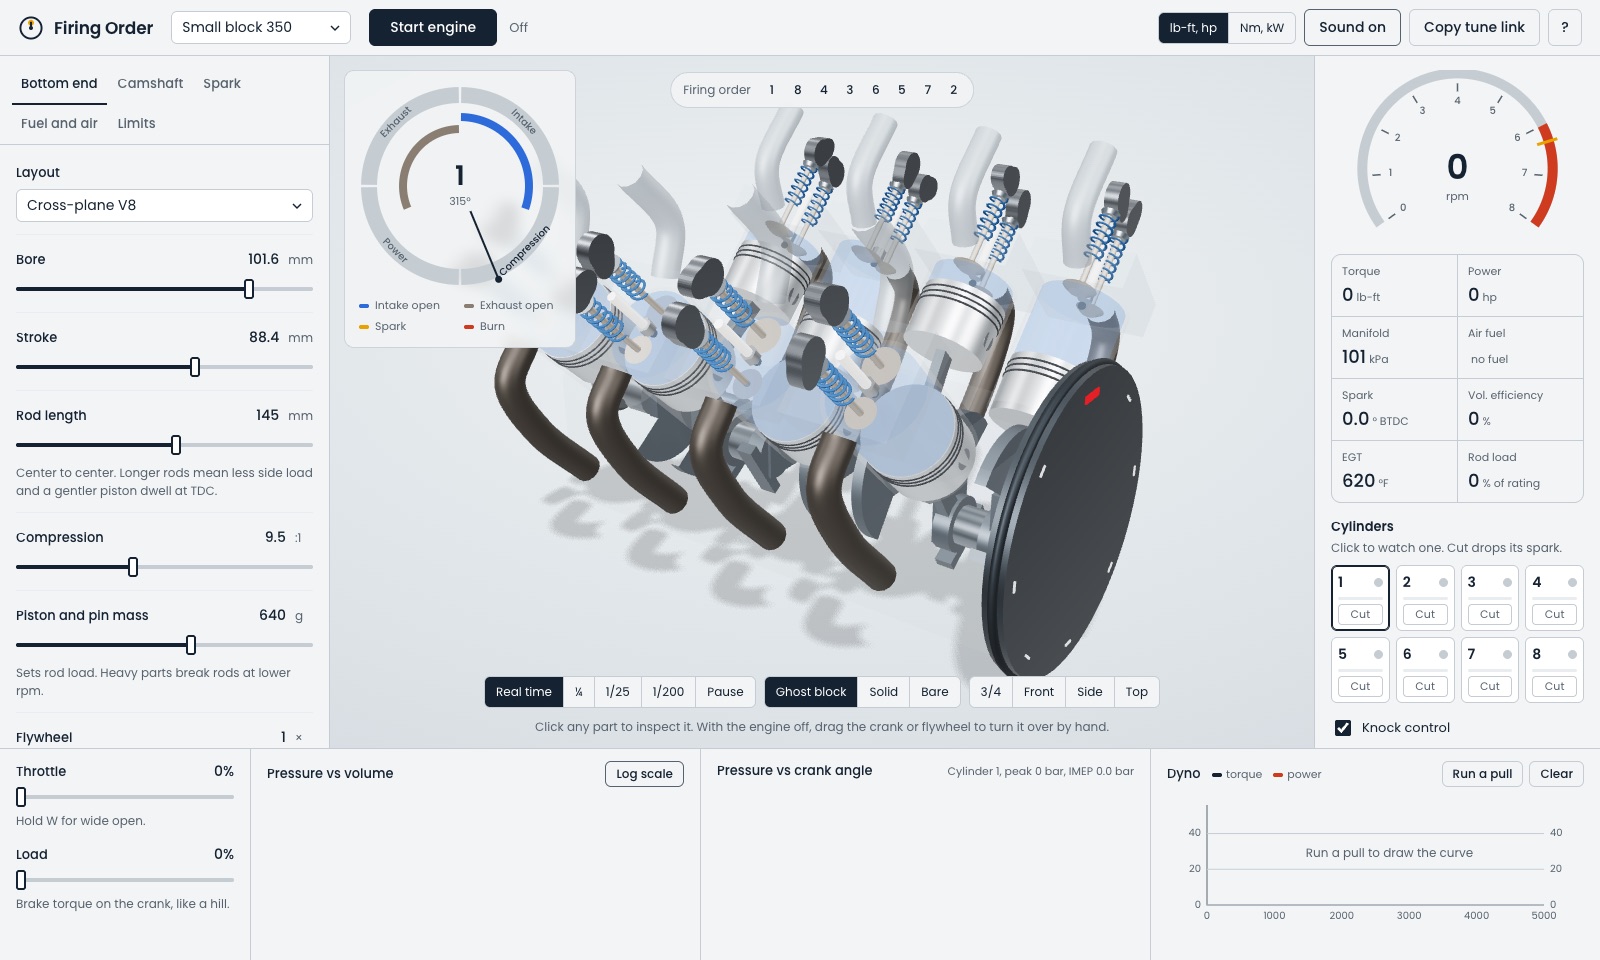 Firing Order
Small block 350
Start engine
Off
lb-ft, hp
Nm, kW
Sound on
Copy tune link
?
Bottom end
Camshaft
Spark
Fuel and air
Limits
Layout
Cross-plane V8
Bore 101.6 mm
Stroke 88.4 mm
Rod length 145 mm
Center to center. Longer rods mean less side load
and a gentler piston dwell at TDC.
Compression 9.5 :1
Piston and pin mass 640 g
Sets rod load. Heavy parts break rods at lower
rpm.
Flywheel 1 ×
Exhaust
Intake
Power
Compression
1
315°
Intake open
Exhaust open
Spark
Burn
Firing order 1 8 4 3 6 5 7 2
Real time
¼
1/25
1/200
Pause
Ghost block
Solid
Bare
3/4
Front
Side
Top
Click any part to inspect it. With the engine off, drag the crank or flywheel to turn it over by hand.
0 1 2 3 4 5 6 7 8
0
rpm
Torque
0 lb-ft
Power
0 hp
Manifold
101 kPa
Air fuel
no fuel
Spark
0.0 ° BTDC
Vol. efficiency
0 %
EGT
620 °F
Rod load
0 % of rating
Cylinders
Click to watch one. Cut drops its spark.
1 2 3 4
Cut Cut Cut Cut
5 6 7 8
Cut Cut Cut Cut
Knock control
Throttle 0%
Hold W for wide open.
Load 0%
Brake torque on the crank, like a hill.
Pressure vs volume
Log scale
Pressure vs crank angle
Cylinder 1, peak 0 bar, IMEP 0.0 bar
Dyno
torque
power
Run a pull
Clear
40 40
Run a pull to draw the curve
20 20
0 0
0 1000 2000 3000 4000 5000